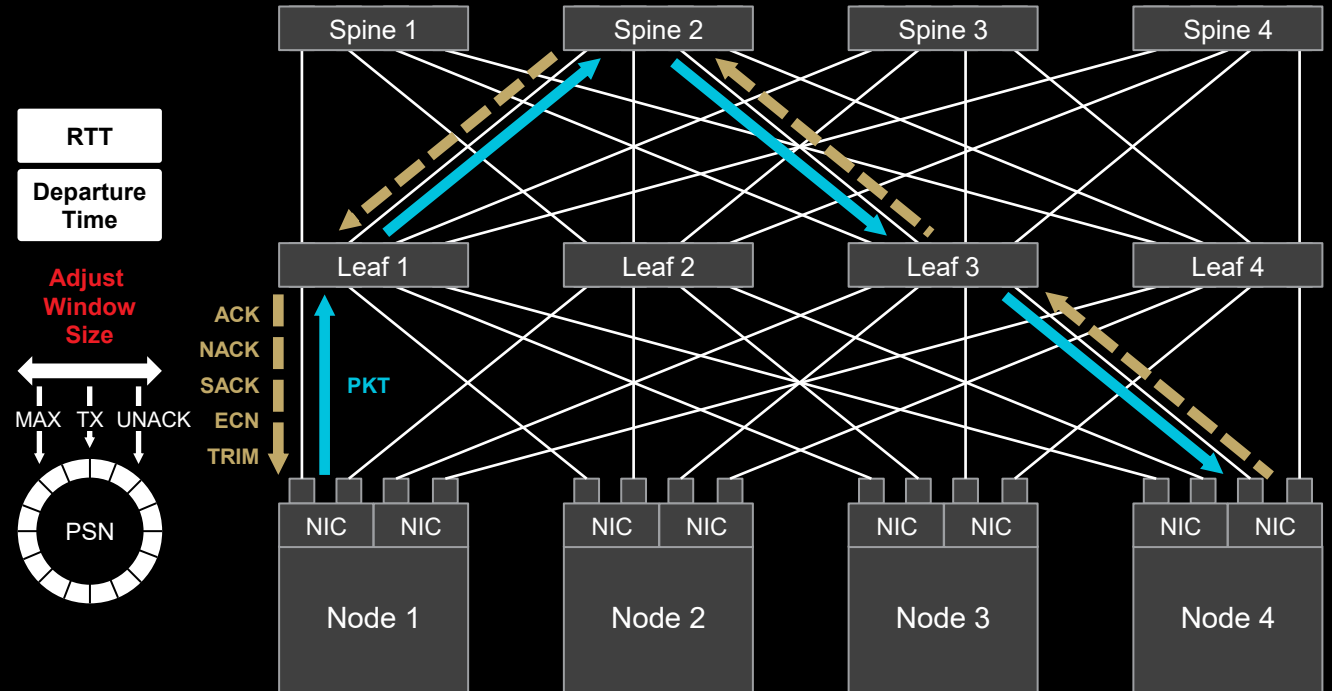 Spine 1
Spine 2
Spine 3
Spine 4
RTT
Departure
Time
Adjust
Window
Size
MAX
TX
UNACK
PSN
Leaf 1
Leaf 2
Leaf 3
Leaf 4
ACK
NACK
SACK
ECN
TRIM
PKT
NIC
NIC
NIC
NIC
NIC
NIC
NIC
NIC
Node 1
Node 2
Node 3
Node 4